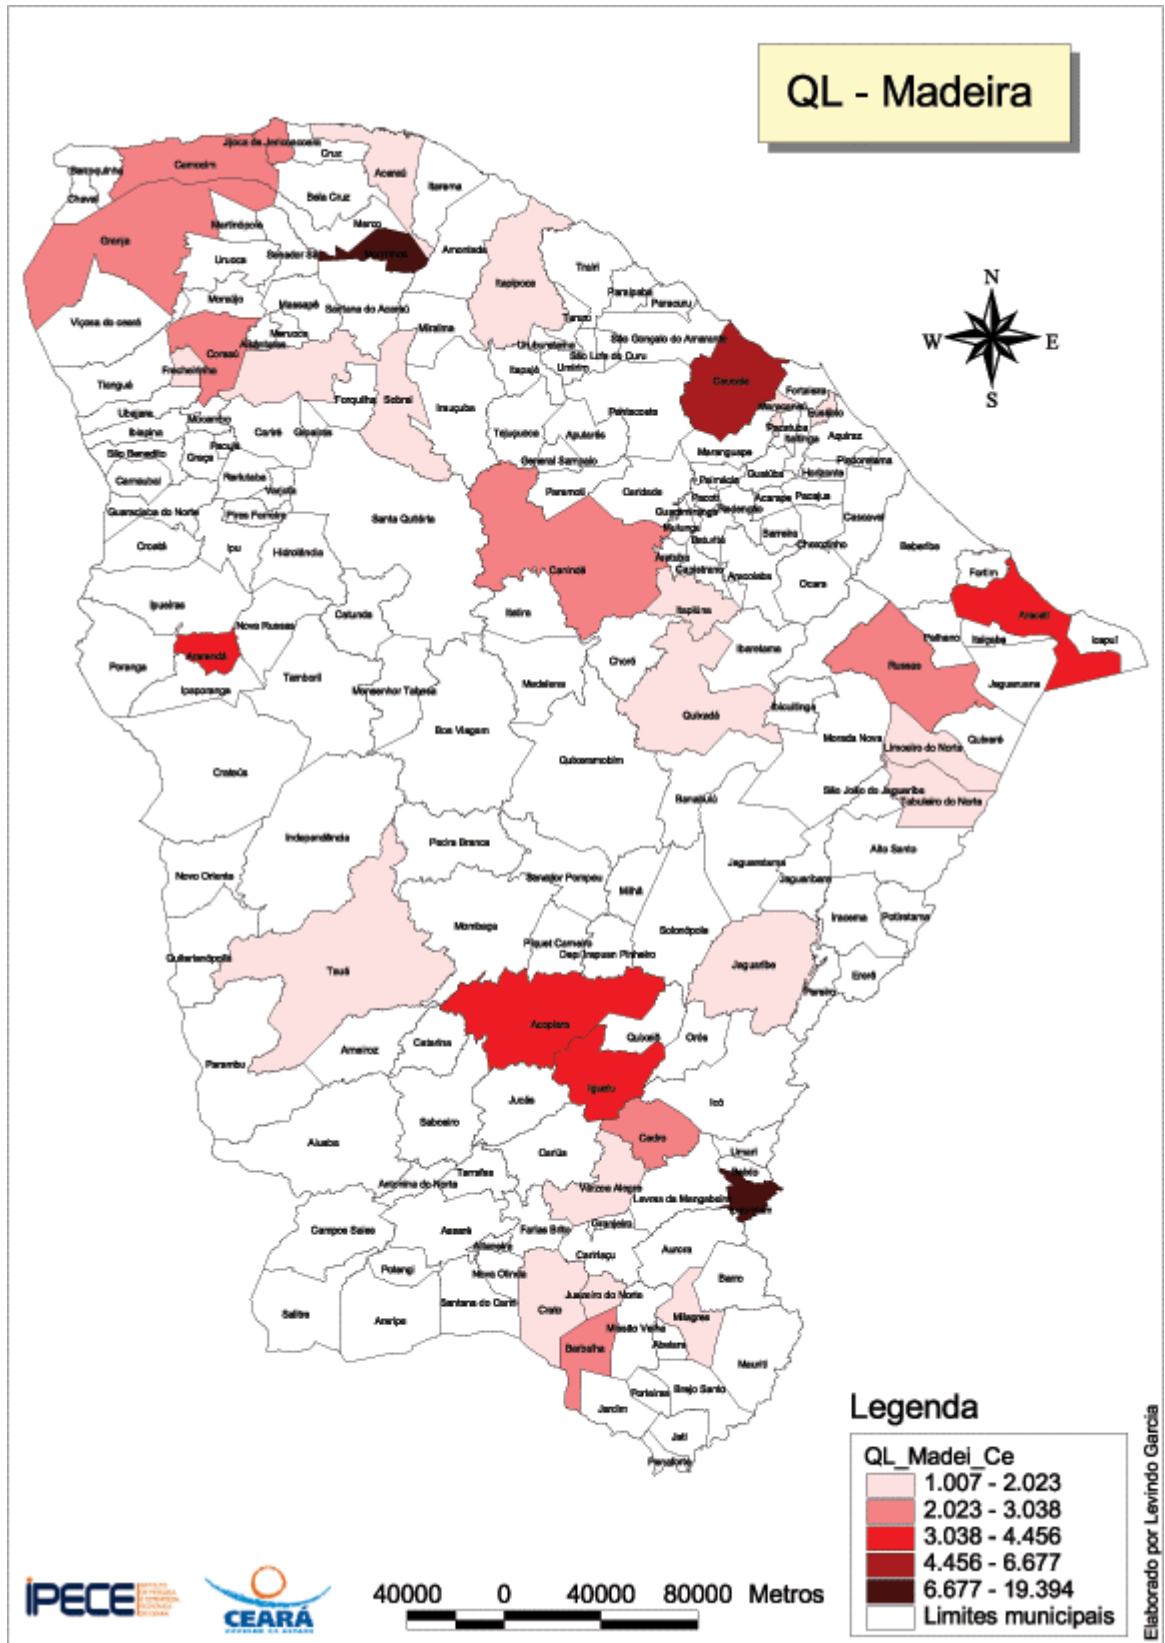 QL - Madeira
Jijoca de Jericoacoara
Cruz
Camocim
Barroquinha
Acaraú
Itarema
Chaval
Bela Cruz
Marco
Martinópole
Granja
Senador Sá
Morrinhos
Amontada
Uruoca
Trairi
Itapipoca
Paraipaba
Paracuru
Moraújo
Massapê
Santana do Acaraú
Viçosa do ceará
Miraíma
Meruoca
São Gonçalo do Amarante
Uruburetama
Coreaú
São Luis do Curu
Frecheirinha
Itapajé
Umirim
Tianguá
Caucaia
Fortaleza
Forquilha
Sobral
Irauçuba
Maracanaú
Eusébio
Ubajara
Mocambo
Pentecoste
Pacatuba
Ibiapina
Cariré
Groaíras
Tejuçuoca
Apuiarés
Itaitinga
Aquiraz
São Benedito
Graça
Pacujá
Maranguape
General Sampaio
Pindoretama
Carnaubal
Reriutaba
Varjota
Paramoti
Caridade
Palmácia
Guaiúba
Horizonte
Guaraciaba do Norte
Pires Ferreira
Santa Quitéria
Pacoti
Acarape
Pacajus
Guaramiranga
Redenção
Cascavel
Mulungu
Croatá
Ipu
Hidrolândia
Baturité
Barreira
Chorozinho
Beberibe
Aratuba
Canindé
Capistrano
Aracoiaba
Ocara
Fortim
Ipueiras
Catunda
Itatira
Itapiúna
Aracati
Nova Russas
Palhano
Itaiçaba
Icapuí
Ararendá
Choró
Ibaretama
Poranga
Russas
Tamboril
Madalena
Jaguaruana
Ipaporanga
Monsenhor Tabosa
Quixadá
Ibicuitinga
Boa Viagem
Morada Nova
Quixeré
Limoeiro do Norte
Quixeramobim
Crateús
São João do Jaguaribe
Banabuiú
Tabuleiro do Norte
Independência
Pedra Branca
Alto Santo
Jaguaretama
Novo Oriente
Senador Pompeu
Jaguaribara
Milhã
Iracema
Potiretama
Mombaça
Solonópole
Piquet Carneiro
Quiterianópolis
Dep Irapuan Pinheiro
Tauá
Jaguaribe
Ererê
Pereiro
Acopiara
Quixelô
Orós
Arneiroz
Catarina
Parambu
Iguatu
Jucás
Icó
Saboeiro
Cedro
Aiuaba
Cariús
Umari
Tarrafas
Baixio
Antonina do Norte
Várzea Alegre
Lavras da Mangabeira
Ipaumirim
Campos Sales
Assaré
Farias Brito
Granjeiro
Altaneira
Caririaçu
Aurora
Potengi
Nova Olinda
Barro
Juazeiro do Norte
Santana do Cariri
Salitre
Araripe
Crato
Milagres
Missão Velha
Barbalha
Abaiara
Mauriti
Porteiras
Brejo Santo
Jardim
Jati
Penaforte
N
W E
S
Legenda
QL_Madei_Ce
1.007 - 2.023
2.023 - 3.038
3.038 - 4.456
4.456 - 6.677
6.677 - 19.394
Limites municipais
40000 0 40000 80000 Metros
IPECE
CEARÁ
Elaborado por Levindo Garcia